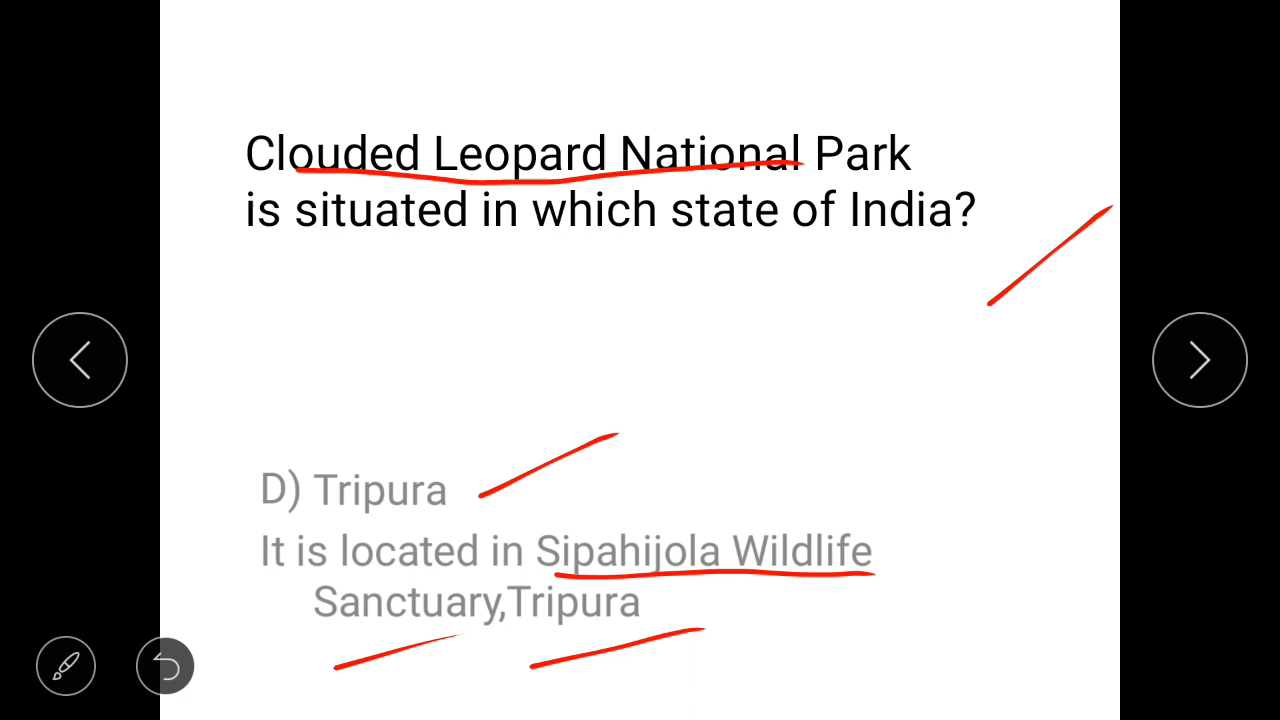 Clouded Leopard National Park
is situated in which state of India?
D) Tripura
It is located in Sipahijola Wildlife
Sanctuary,Tripura